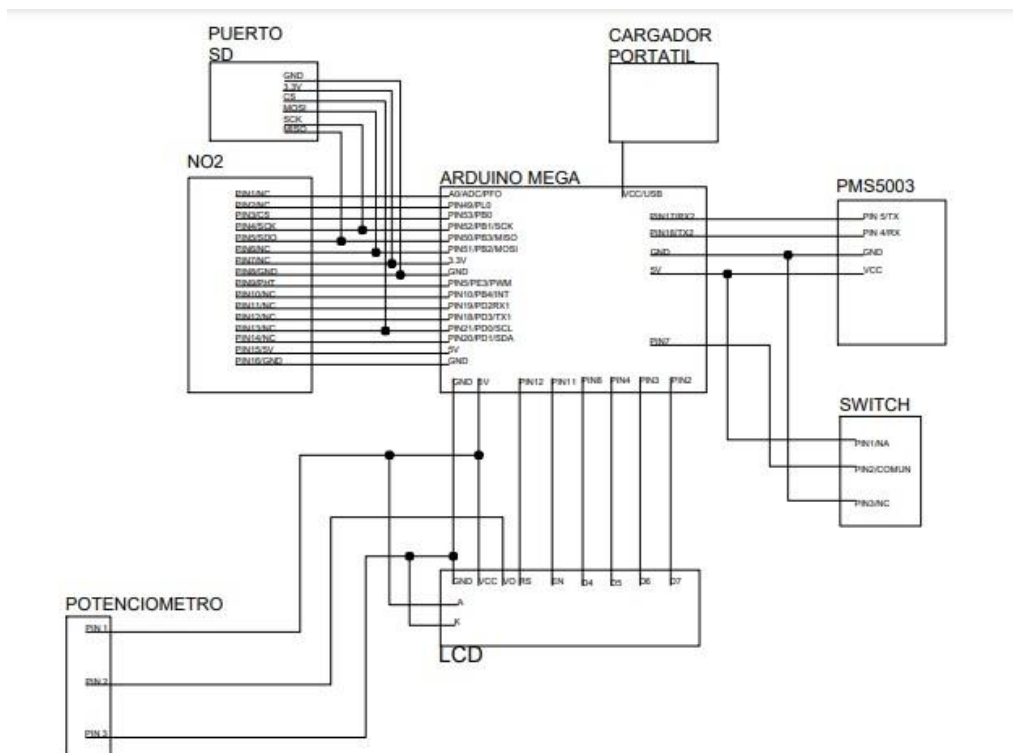 PUERTO
SD
GND
3.3V
CS
MOSI
SCK
MISO
CARGADOR
PORTATIL
NO2
PIN1/NC
PIN2/NC
PIN3/CS
PIN4/SCK
PIN5/SDO
PIN6/NC
PIN7/NC
PIN8/GND
PIN9/PHT
PIN10/NC
PIN11/NC
PIN12/NC
PIN13/NC
PIN14/NC
PIN15/5V
PIN16/GND
ARDUINO MEGA
A0/ADC/PFO
PIN49/PL0
PIN53/PB0
PIN52/PB1/SCK
PIN50/PB3/MISO
PIN51/PB2/MOSI
3.3V
GND
PIN5/PE3/PWM
PIN10/PB4/INT
PIN19/PD2RX1
PIN18/PD3/TX1
PIN21/PD0/SCL
PIN20/PD1/SDA
5V
GND
VCC/USB
PIN17/RX2
PIN16/TX2
GND
5V
PIN7
GND 5V PIN12 PIN11 PIN6 PIN4 PIN3 PIN2
PMS5003
PIN 5/TX
PIN 4/RX
GND
VCC
SWITCH
PIN1/NA
PIN2/COMUN
PIN3/NC
GND VCC VO RS EN D4 D5 D6 D7
A
K
LCD
POTENCIOMETRO
PIN 1
PIN 2
PIN 3